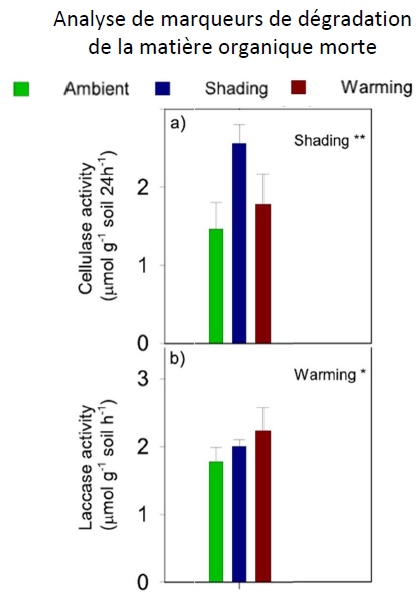 Analyse de marqueurs de dégradation
de la matière organique morte
Ambient Shading Warming
a)
Shading **
Cellulase activity
(μmol g⁻¹ soil 24h⁻¹)
2
1
0
b)
Warming *
Laccase activity
(μmol g⁻¹ soil h⁻¹)
3
2
1
0